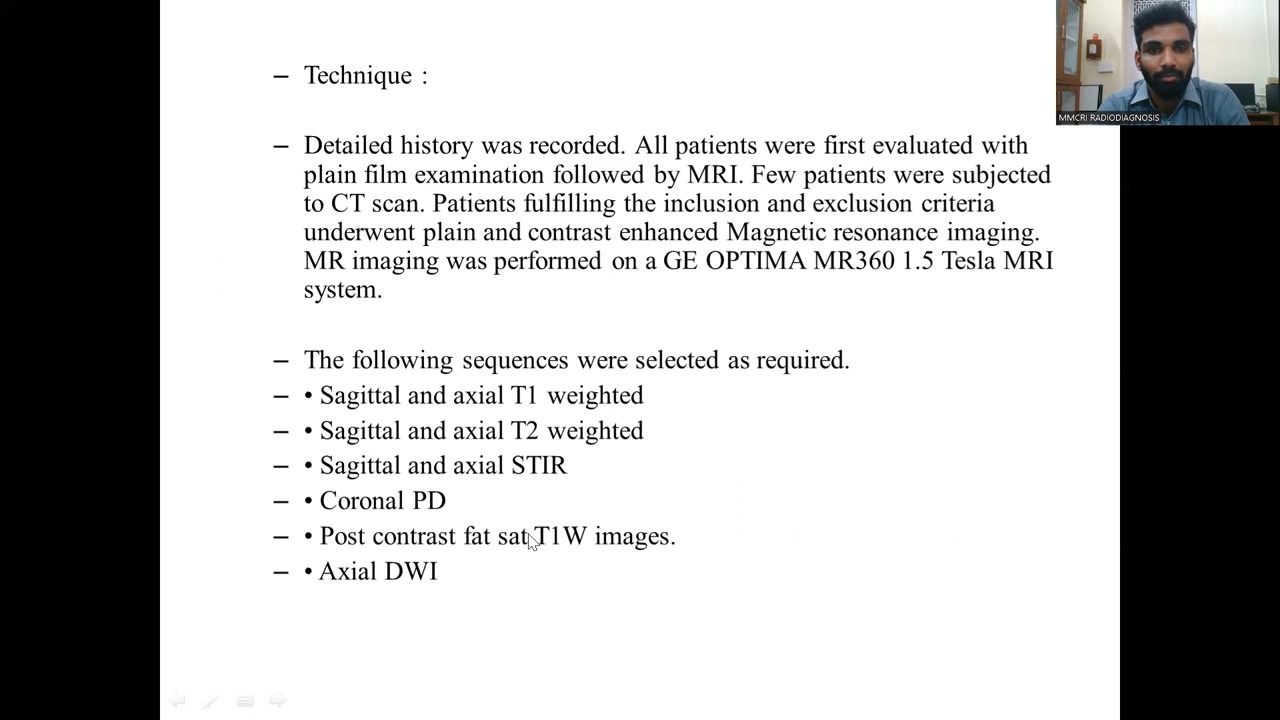 – Technique :
– Detailed history was recorded. All patients were first evaluated with
plain film examination followed by MRI. Few patients were subjected
to CT scan. Patients fulfilling the inclusion and exclusion criteria
underwent plain and contrast enhanced Magnetic resonance imaging.
MR imaging was performed on a GE OPTIMA MR360 1.5 Tesla MRI
system.
– The following sequences were selected as required.
– • Sagittal and axial T1 weighted
– • Sagittal and axial T2 weighted
– • Sagittal and axial STIR
– • Coronal PD
– • Post contrast fat sat T1W images.
– • Axial DWI
MMCRI RADIODIAGNOSIS